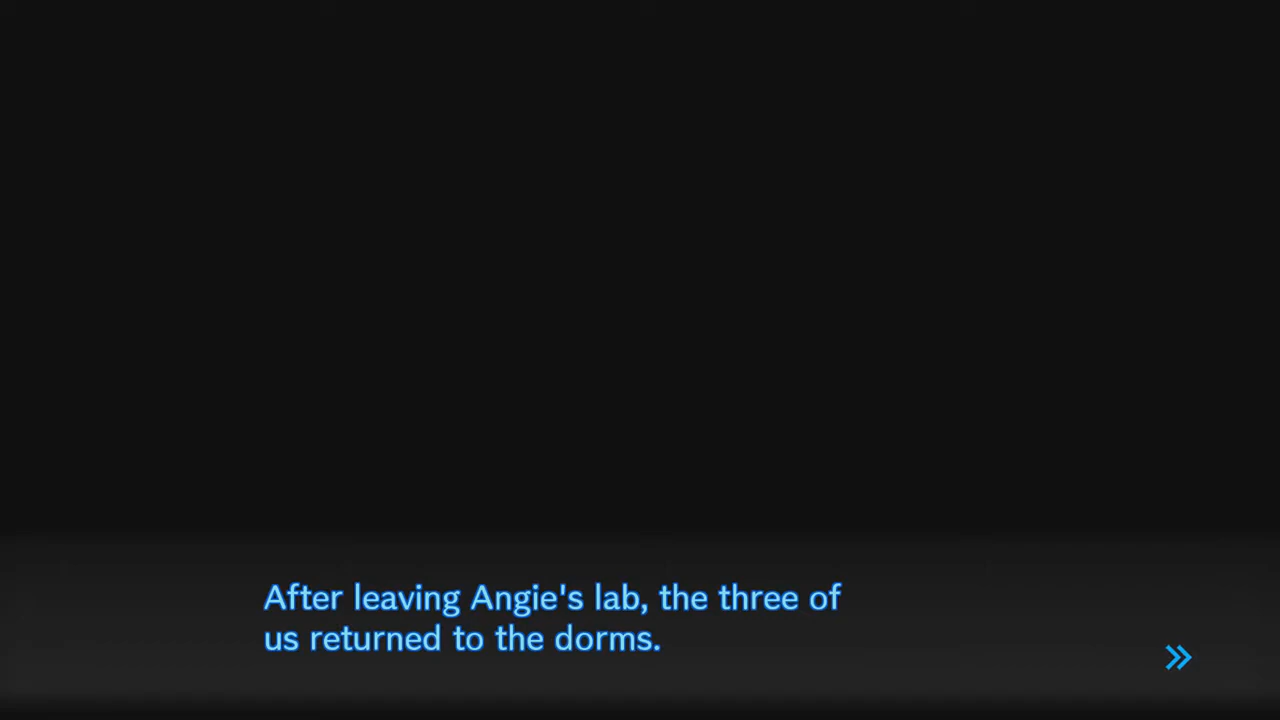 After leaving Angie's lab, the three of
us returned to the dorms.